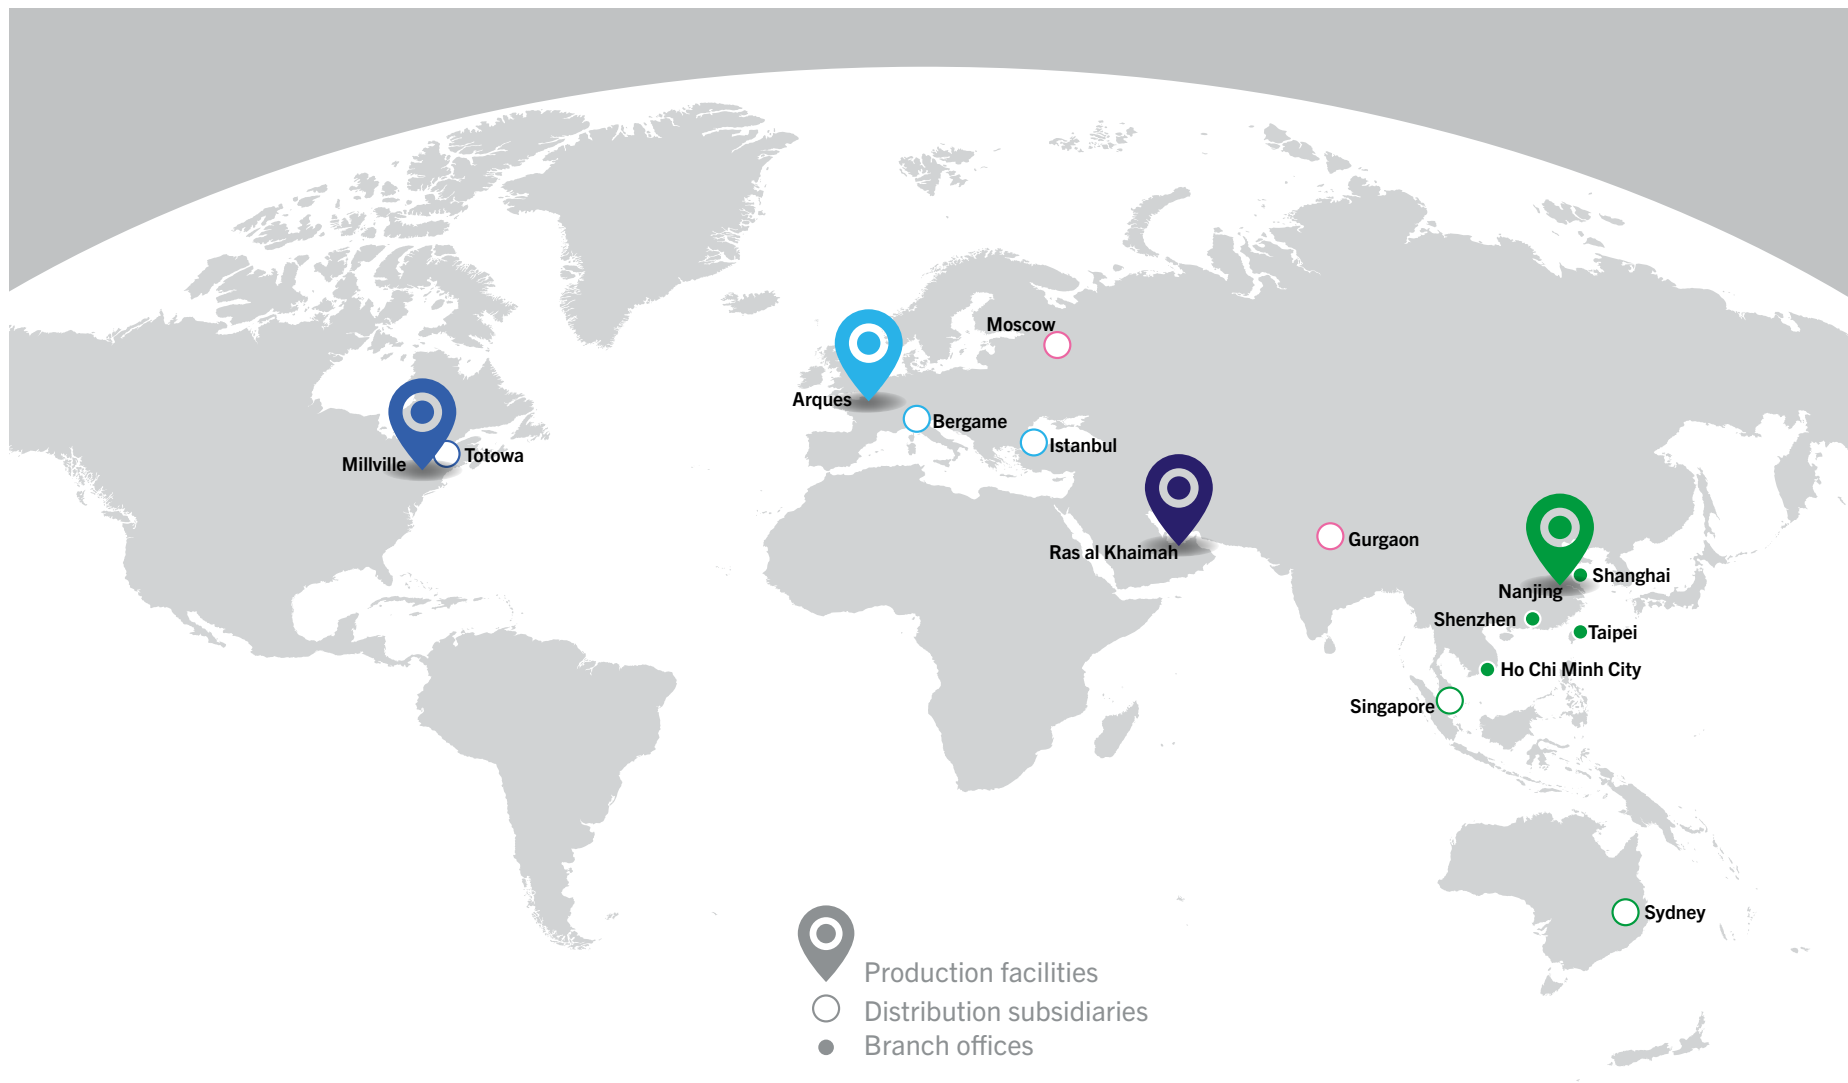 Moscow
Arques
Bergame
Istanbul
Totowa
Millville
Ras al Khaimah
Gurgaon
Shanghai
Nanjing
Shenzhen
Taipei
Ho Chi Minh City
Singapore
Sydney
Production facilities
Distribution subsidiaries
Branch offices